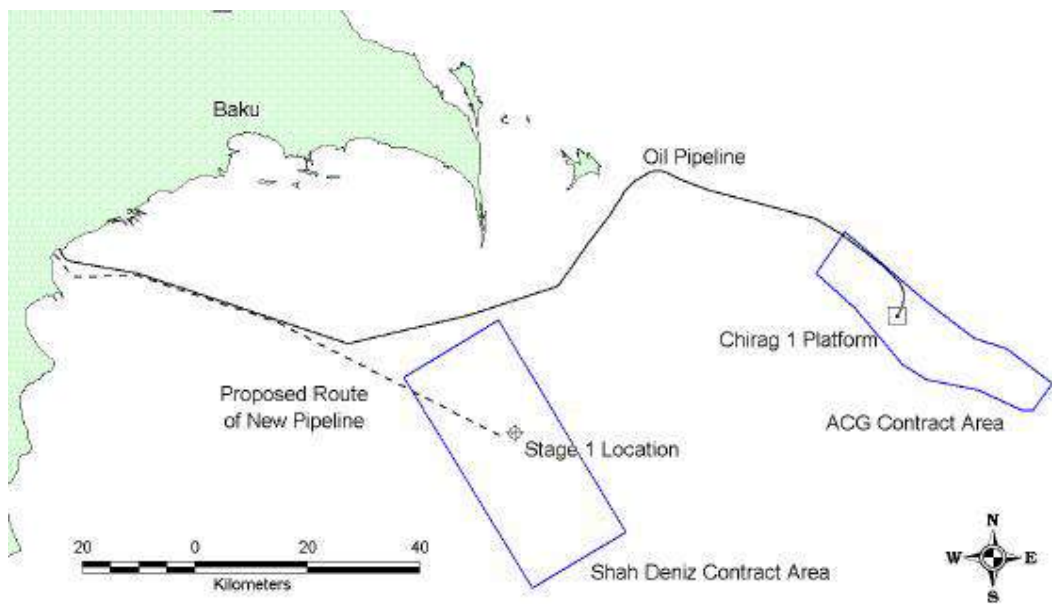 Baku
Oil Pipeline
Chirag 1 Platform
Proposed Route
of New Pipeline
ACG Contract Area
Stage 1 Location
N
W E
S
20 0 20 40
Kilometers
Shah Deniz Contract Area